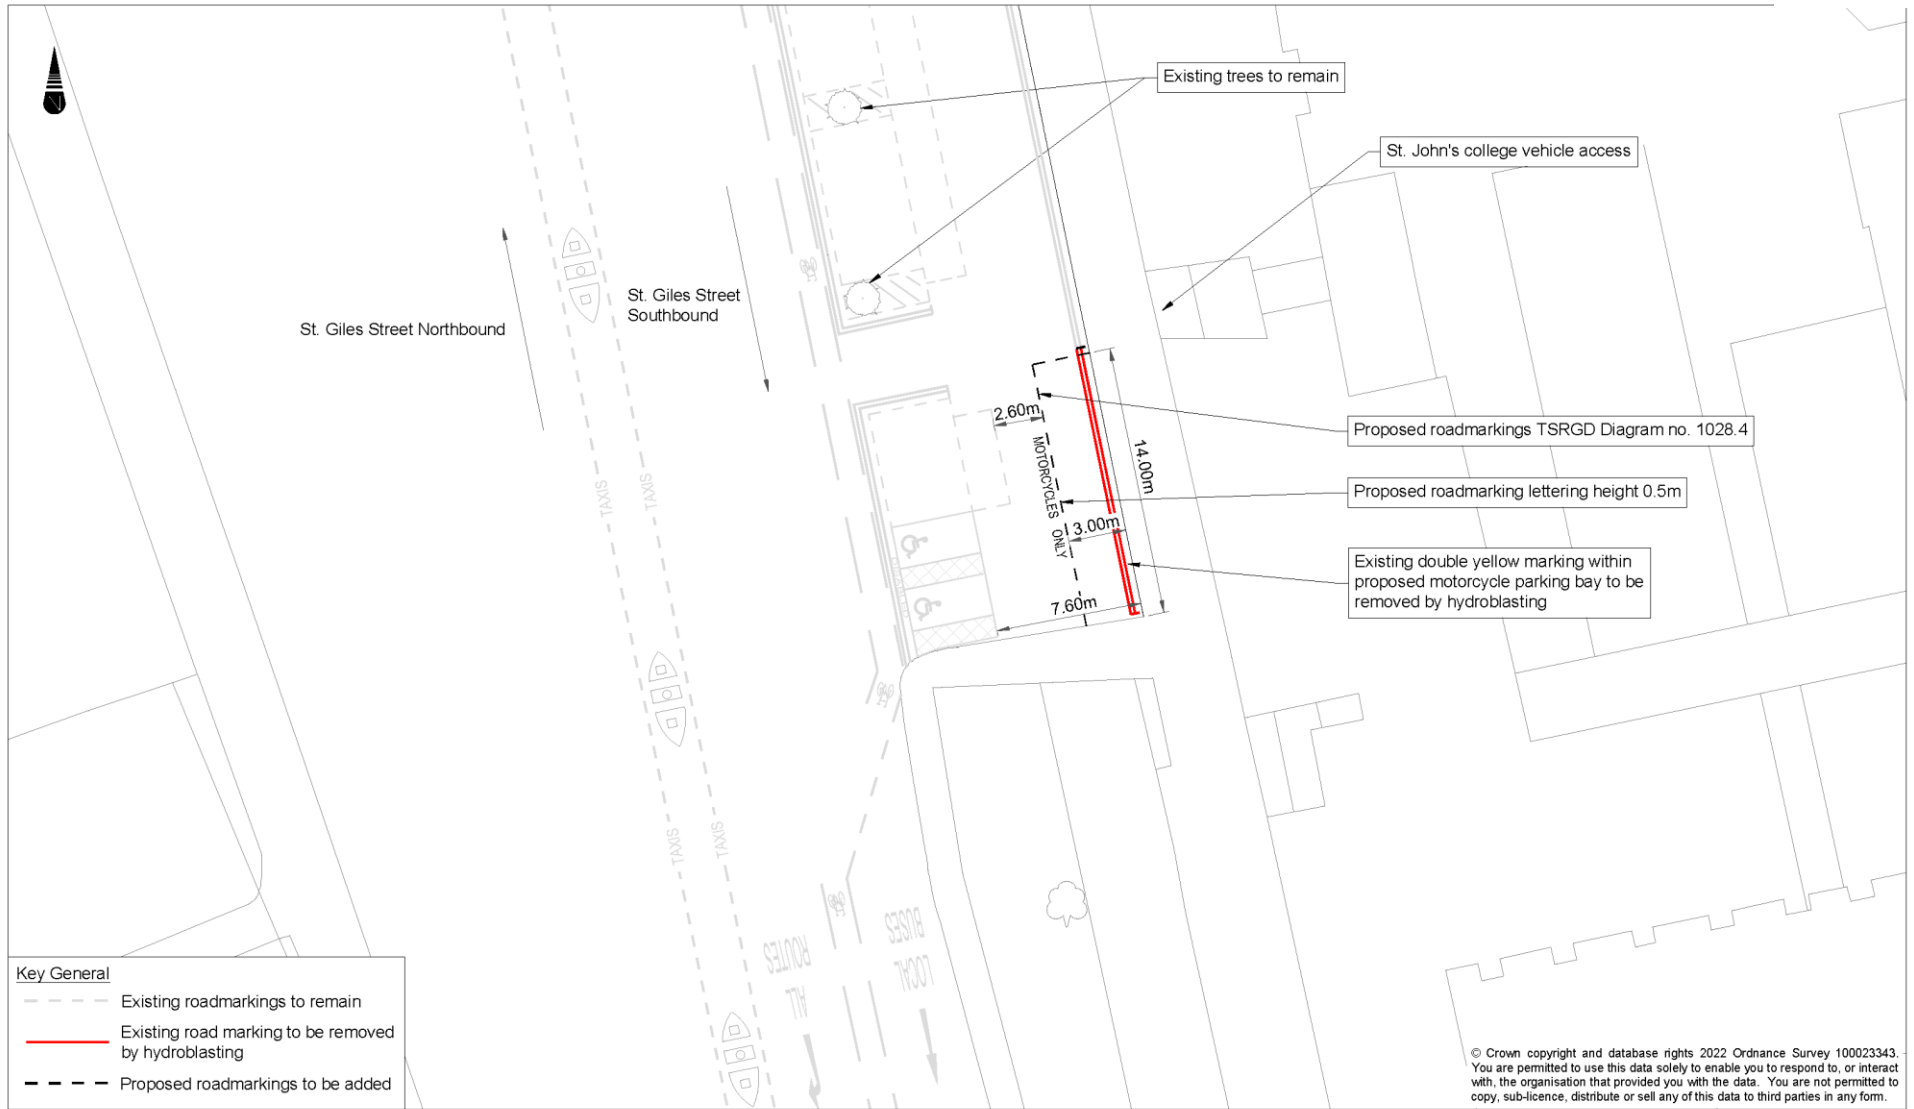 Existing trees to remain
St. John's college vehicle access
St. Giles Street
Southbound
St. Giles Street Northbound
2.60m
14.00m
Proposed roadmarkings TSRGD Diagram no. 1028.4
MOTORCYCLES ONLY
Proposed roadmarking lettering height 0.5m
3.00m
Existing double yellow marking within
proposed motorcycle parking bay to be
removed by hydroblasting
7.60m
TAXIS
TAXIS
TAXIS
TAXIS
ROUTES
ALL
BUSES
LOCAL
Key General
Existing roadmarkings to remain
Existing road marking to be removed
by hydroblasting
Proposed roadmarkings to be added
© Crown copyright and database rights 2022 Ordnance Survey 100023343.
You are permitted to use this data solely to enable you to respond to, or interact
with, the organisation that provided you with the data. You are not permitted to
copy, sub-licence, distribute or sell any of this data to third parties in any form.